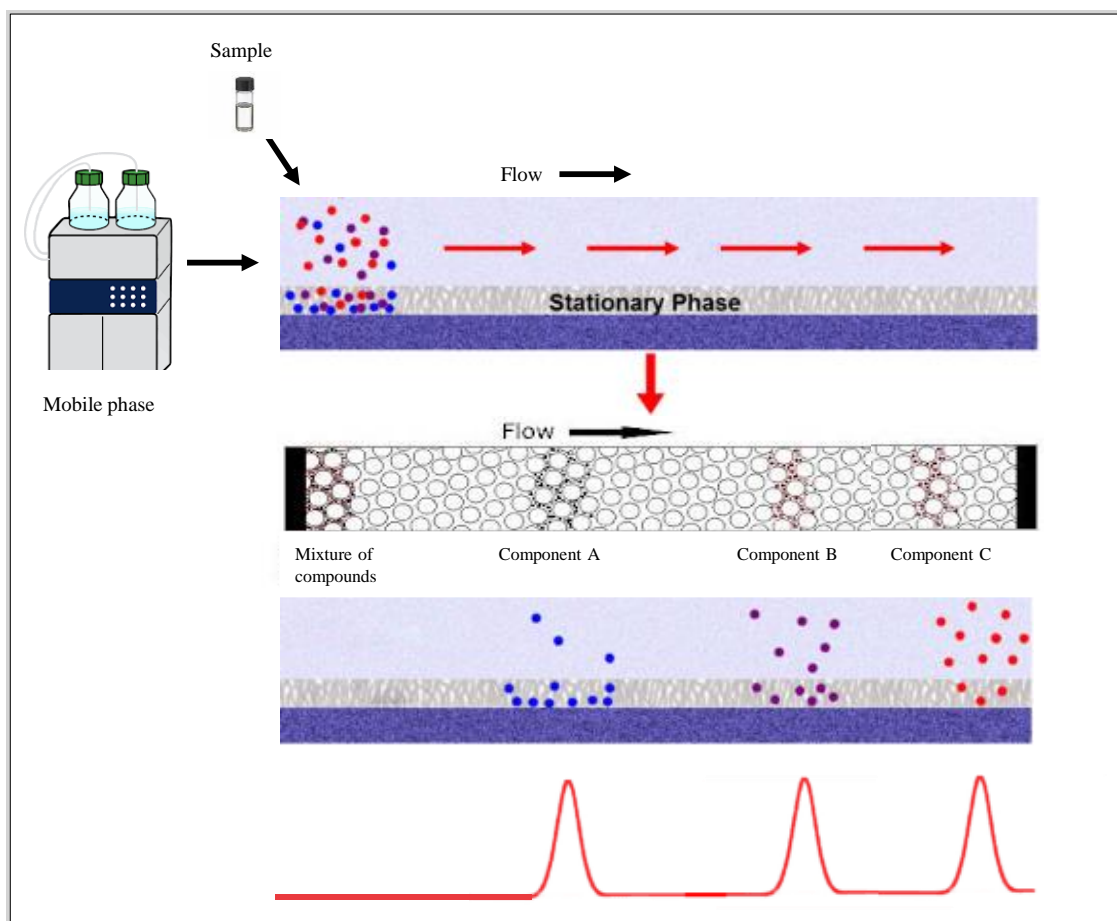 Sample
Flow
Stationary Phase
Mobile phase
Flow
Mixture of
compounds
Component A
Component B
Component C